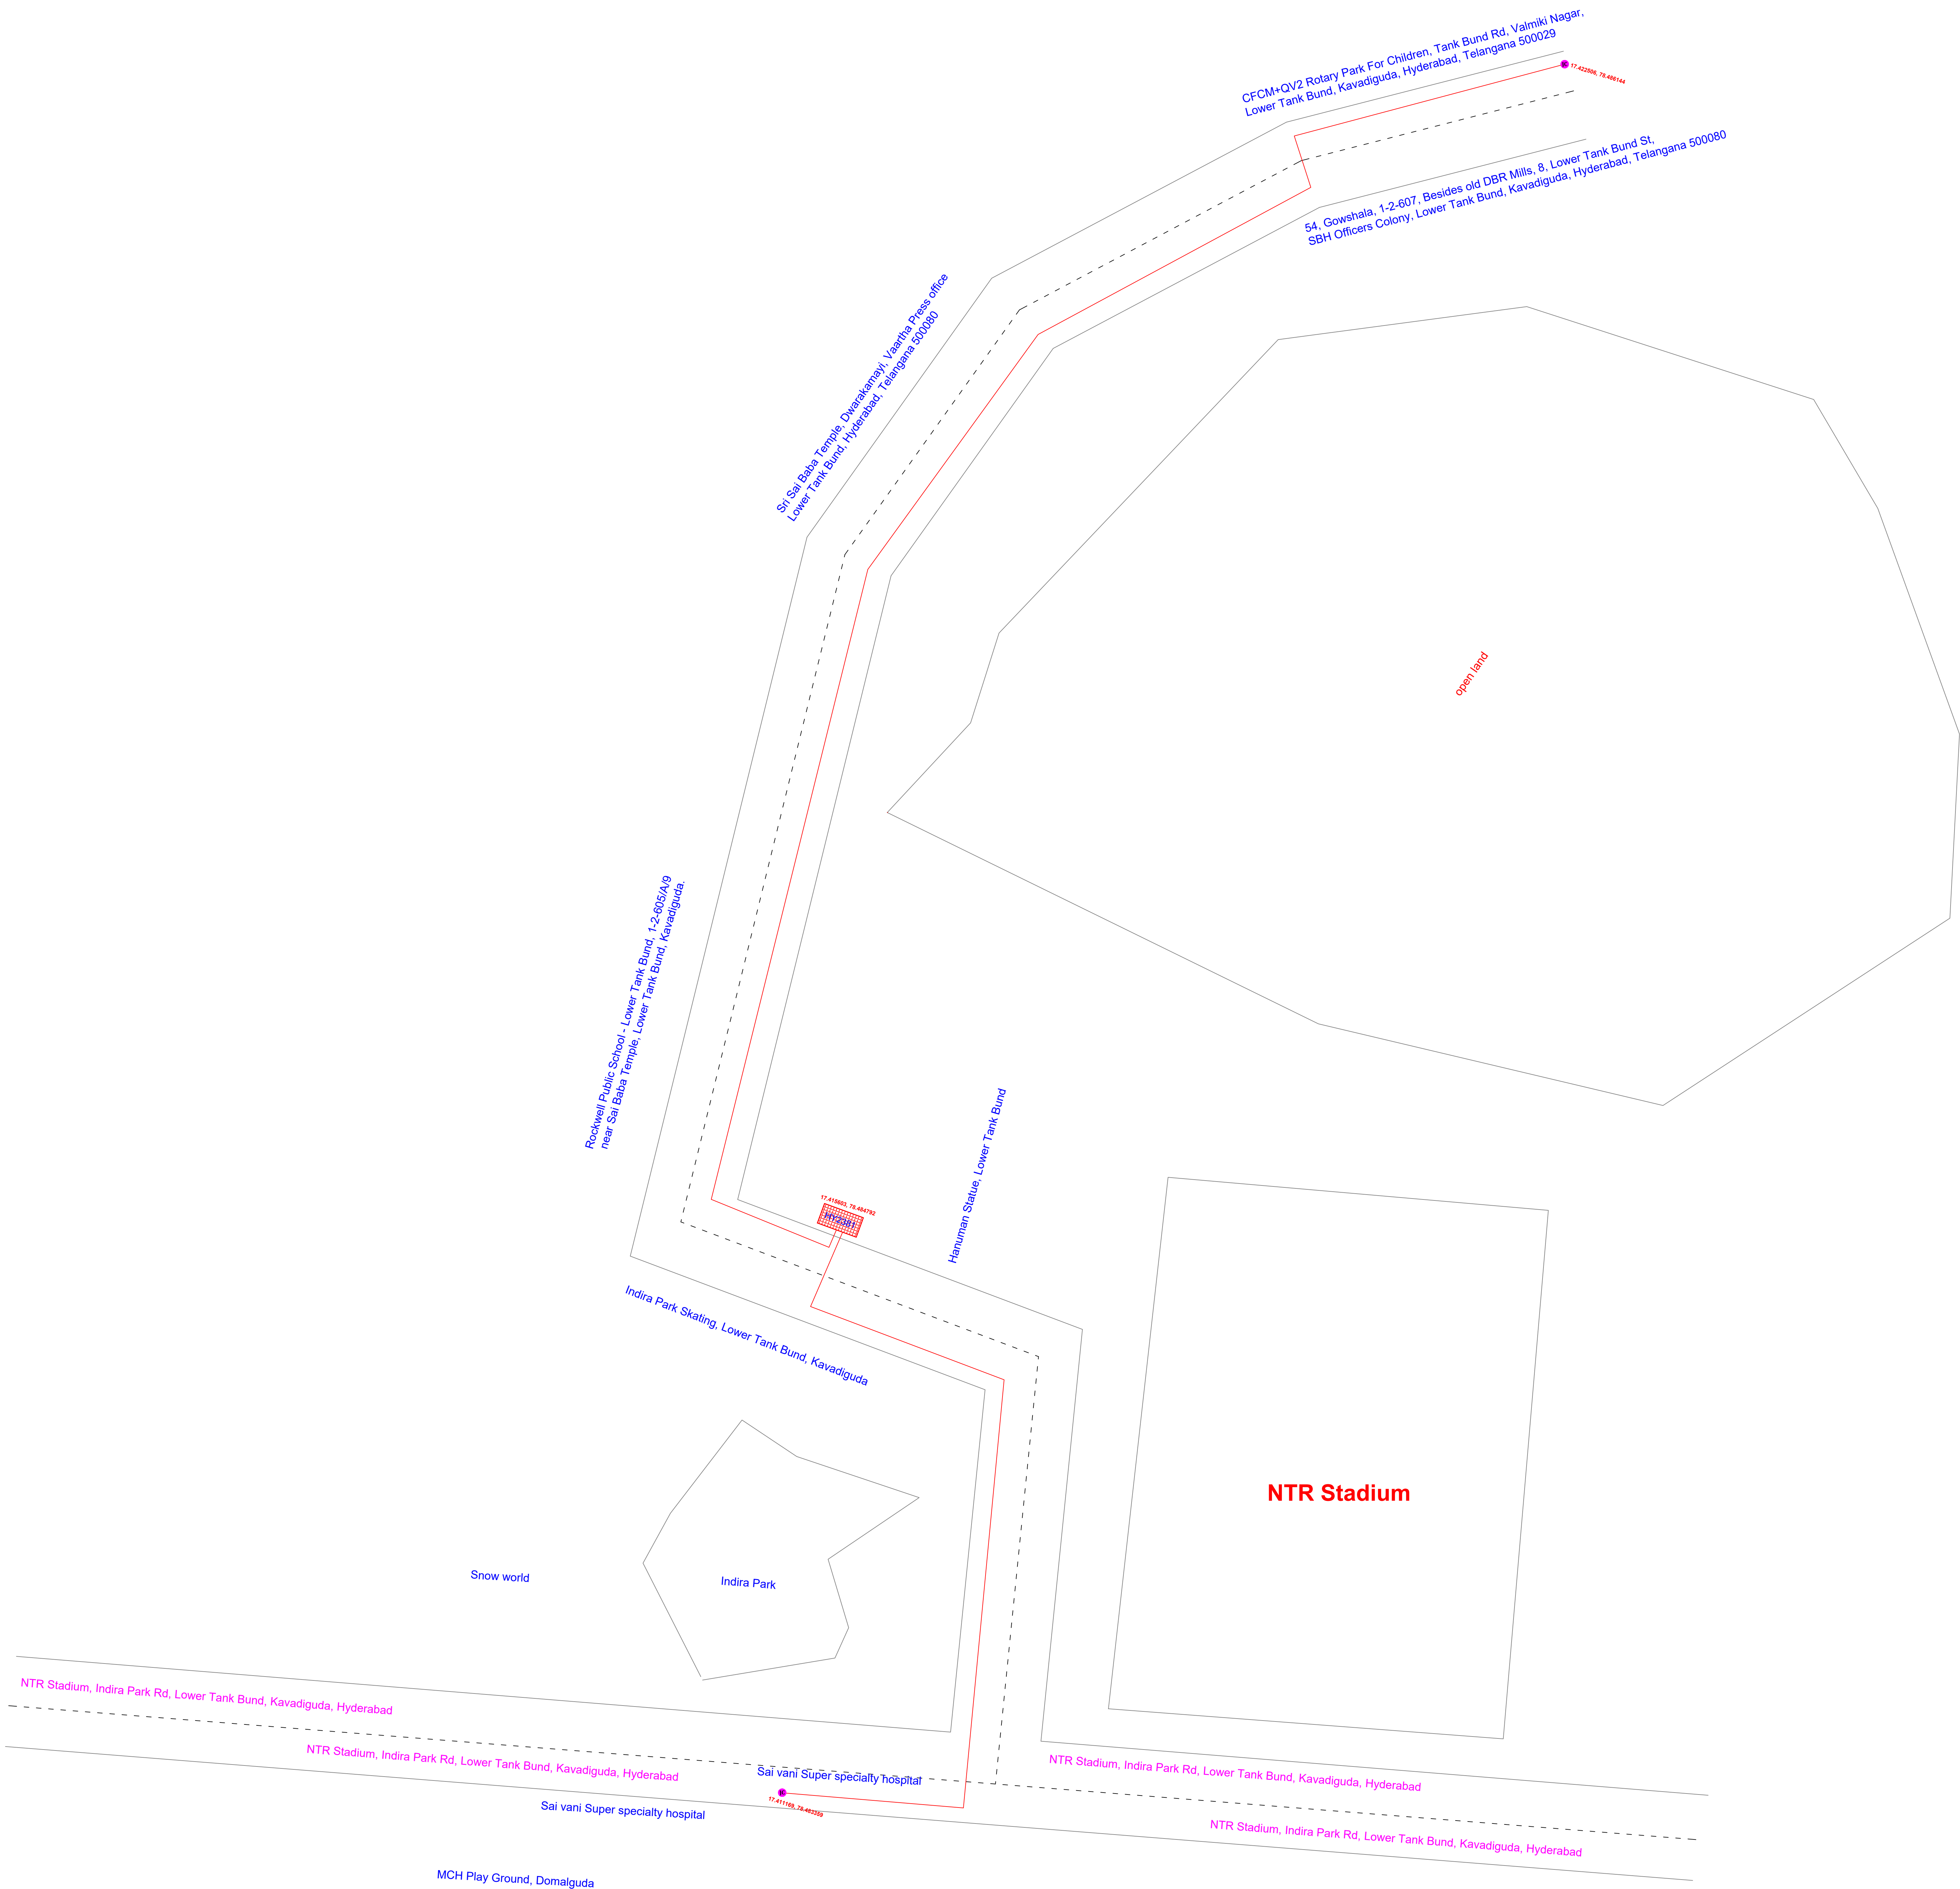 CFCM+QV2 Rotary Park For Children, Tank Bund Rd, Valmiki Nagar,
Lower Tank Bund, Kavadiguda, Hyderabad, Telangana 500029
R
17.422506, 78.486144
54, Gowshala, 1-2-607, Besides old DBR Mills, 8, Lower Tank Bund St,
SBH Officers Colony, Lower Tank Bund, Kavadiguda, Hyderabad, Telangana 500080
Sri Sai Baba Temple, Dwarakamayi, Vaartha Press office
Lower Tank Bund, Hyderabad, Telangana 500080
open land
Rockwell Public School - Lower Tank Bund, 1-2-605/A/9
near Sai Baba Temple, Lower Tank Bund, Kavadiguda.
Hanuman Statue, Lower Tank Bund
17.415803, 78.484792
HY2381
Indira Park Skating, Lower Tank Bund, Kavadiguda
NTR Stadium
Snow world
Indira Park
NTR Stadium, Indira Park Rd, Lower Tank Bund, Kavadiguda, Hyderabad
NTR Stadium, Indira Park Rd, Lower Tank Bund, Kavadiguda, Hyderabad
Sai vani Super specialty hospital
NTR Stadium, Indira Park Rd, Lower Tank Bund, Kavadiguda, Hyderabad
R
17.411169, 78.483359
Sai vani Super specialty hospital
NTR Stadium, Indira Park Rd, Lower Tank Bund, Kavadiguda, Hyderabad
MCH Play Ground, Domalguda